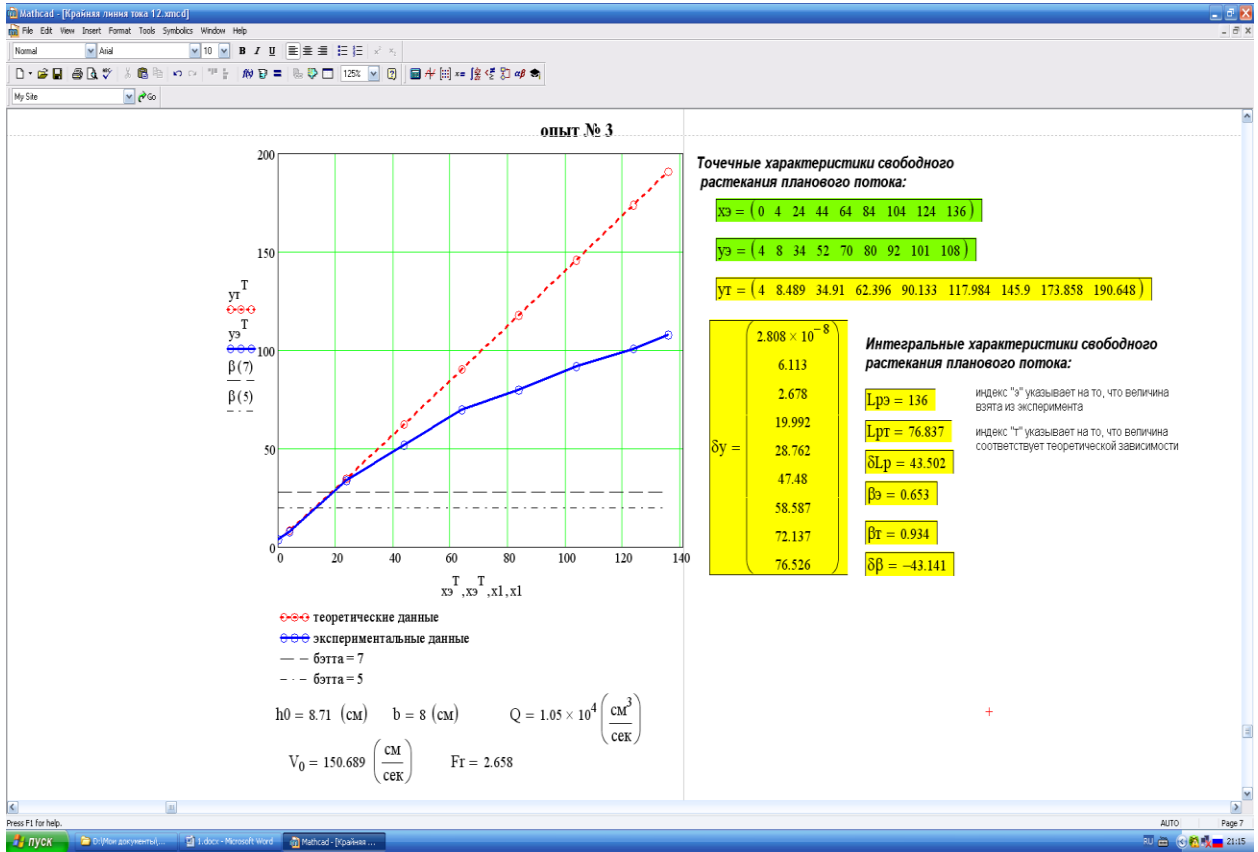 Mathcad - [Крайняя линия тока 12.xmcd]
File Edit View Insert Format Tools Symbolics Window Help
Normal Arial 10 B I U
125%
My Site Go
опыт № 3
200
150
100
50
0
yт^T
yэ^T
β(7)
β(5)
0 20 40 60 80 100 120 140
xэ^T, xэ^T, x1, x1
теоретические данные
экспериментальные данные
бэтта = 7
бэтта = 5
h0 = 8.71 (см) b = 8 (см) Q = 1.05 × 10^4 (см^3/сек)
V_0 = 150.689 (см/сек) Fr = 2.658
Точечные характеристики свободного
растекания планового потока:
xэ = (0 4 24 44 64 84 104 124 136)
yэ = (4 8 34 52 70 80 92 101 108)
yт = (4 8.489 34.91 62.396 90.133 117.984 145.9 173.858 190.648)
δy =
2.808 × 10^-8
6.113
2.678
19.992
28.762
47.48
58.587
72.137
76.526
Интегральные характеристики свободного
растекания планового потока:
Lpэ = 136
индекс "э" указывает на то, что величина
взята из эксперимента
Lpт = 76.837
индекс "т" указывает на то, что величина
соответствует теоретической зависимости
δLp = 43.502
βэ = 0.653
βт = 0.934
δβ = −43.141
Press F1 for help. AUTO Page 7
пуск D:\Мои документы\... 1.docx - Microsoft Word Mathcad - [Крайняя ... RU 21:15